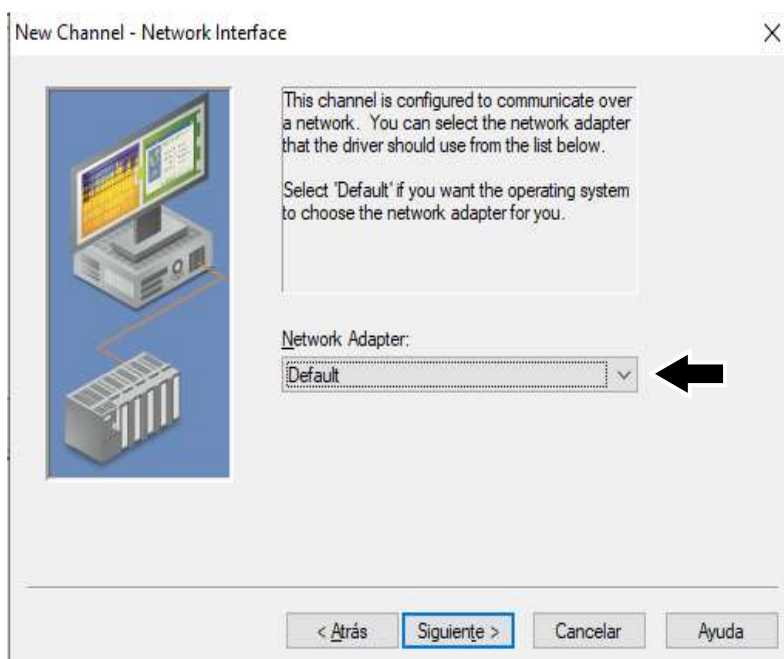 New Channel - Network Interface
This channel is configured to communicate over
a network. You can select the network adapter
that the driver should use from the list below.
Select 'Default' if you want the operating system
to choose the network adapter for you.
Network Adapter:
Default
< Atrás
Siguiente >
Cancelar
Ayuda